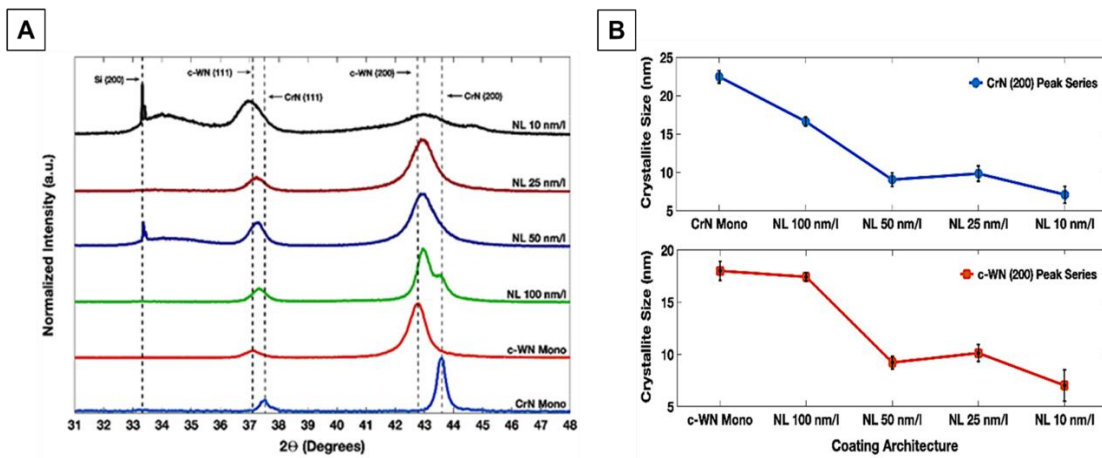 A
Si (200)
c-WN (111)
CrN (111)
c-WN (200)
CrN (200)
NL 10 nm/l
NL 25 nm/l
NL 50 nm/l
NL 100 nm/l
c-WN Mono
CrN Mono
Normalized Intensity (a.u.)
31 32 33 34 35 36 37 38 39 40 41 42 43 44 45 46 47 48
2Θ (Degrees)
B
Crystallite Size (nm)
25
20
15
10
5
CrN (200) Peak Series
CrN Mono NL 100 nm/l NL 50 nm/l NL 25 nm/l NL 10 nm/l
Crystallite Size (nm)
20
15
10
5
c-WN (200) Peak Series
c-WN Mono NL 100 nm/l NL 50 nm/l NL 25 nm/l NL 10 nm/l
Coating Architecture